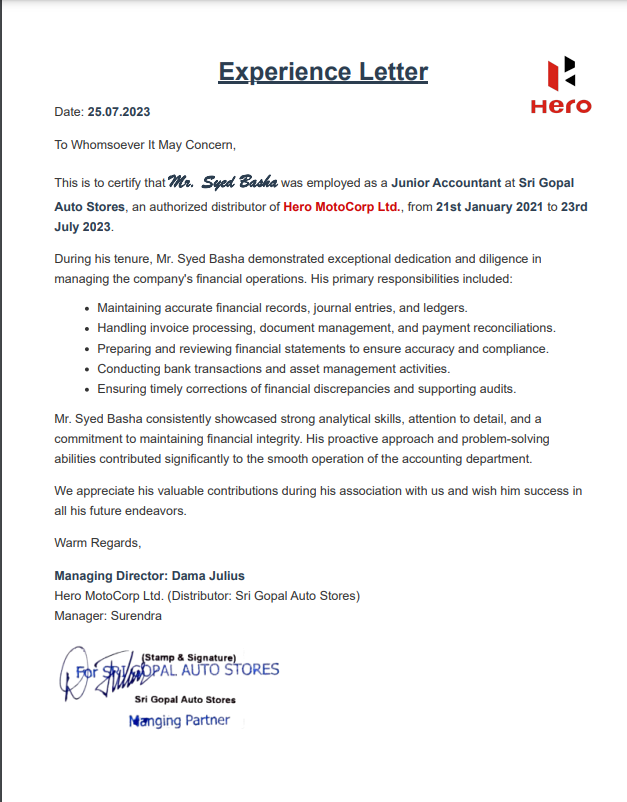 Experience Letter
Hero
Date: 25.07.2023
To Whomsoever It May Concern,
This is to certify that Mr. Syed Basha was employed as a Junior Accountant at Sri Gopal
Auto Stores, an authorized distributor of Hero MotoCorp Ltd., from 21st January 2021 to 23rd
July 2023.
During his tenure, Mr. Syed Basha demonstrated exceptional dedication and diligence in
managing the company's financial operations. His primary responsibilities included:
• Maintaining accurate financial records, journal entries, and ledgers.
• Handling invoice processing, document management, and payment reconciliations.
• Preparing and reviewing financial statements to ensure accuracy and compliance.
• Conducting bank transactions and asset management activities.
• Ensuring timely corrections of financial discrepancies and supporting audits.
Mr. Syed Basha consistently showcased strong analytical skills, attention to detail, and a
commitment to maintaining financial integrity. His proactive approach and problem-solving
abilities contributed significantly to the smooth operation of the accounting department.
We appreciate his valuable contributions during his association with us and wish him success in
all his future endeavors.
Warm Regards,
Managing Director: Dama Julius
Hero MotoCorp Ltd. (Distributor: Sri Gopal Auto Stores)
Manager: Surendra
(Stamp & Signature)
For SRI GOPAL AUTO STORES
Sri Gopal Auto Stores
Manging Partner